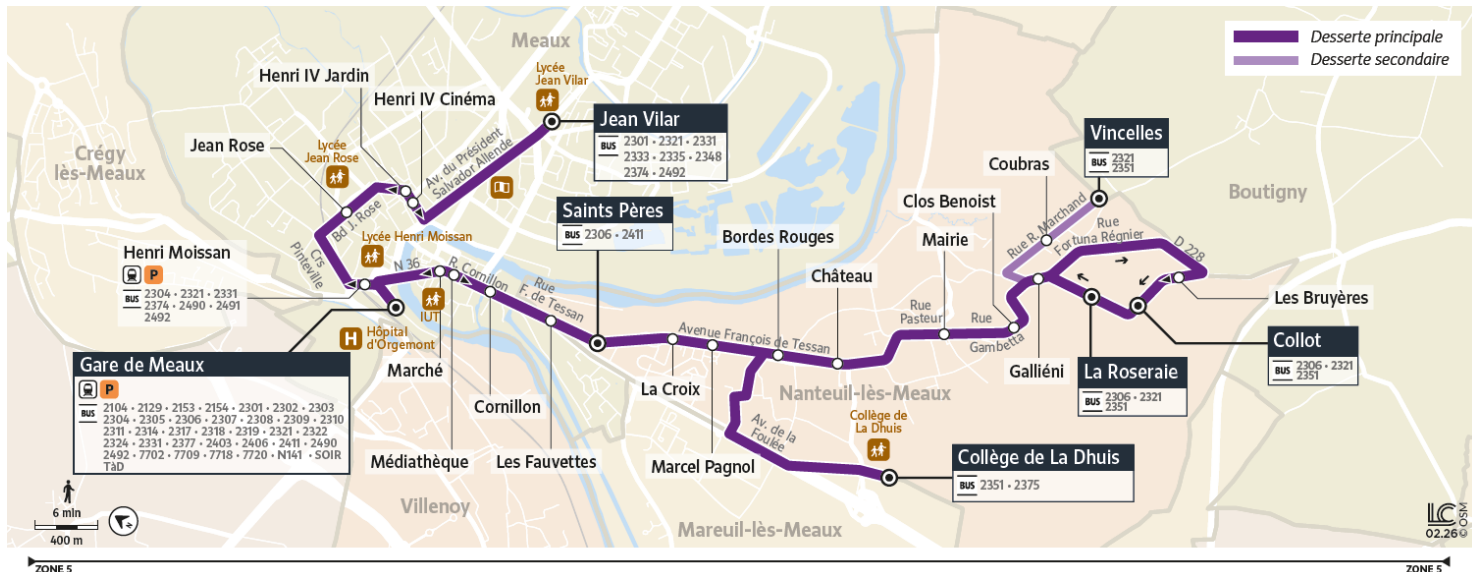 Desserte principale
Desserte secondaire
Meaux
Lycée
Jean Vilar
Henri IV Jardin
Henri IV Cinéma
Jean Vilar
BUS
2301 • 2321 • 2331
2333 • 2335 • 2348
2374 • 2492
Av. du Président
Salvador Allende
Jean Rose
Lycée
Jean Rose
Crégy
lès-Meaux
Bd J. Rose
Crs
Pinteville
Vincelles
BUS
2321
2351
Coubras
Boutigny
Clos Benoist
Rue R. Marchand
Rue
Fortuna Régnier
D 228
Saints Pères
BUS
2306 • 2411
Bordes Rouges
Mairie
Château
Henri Moissan
P
BUS
2304 • 2321 • 2331
2374 • 2490 • 2491
2492
Lycée Henri Moissan
N 36
R. Cornillon
Rue
F. de Tessan
IUT
H
Hôpital
d'Orgemont
Avenue François de Tessan
Rue
Pasteur
Rue
Gambetta
Les Bruyères
Collot
BUS
2306 • 2321
2351
Gare de Meaux
P
BUS
2104 • 2129 • 2153 • 2154 • 2301 • 2302 • 2303
2304 • 2305 • 2306 • 2307 • 2308 • 2309 • 2310
2311 • 2314 • 2317 • 2318 • 2319 • 2321 • 2322
2324 • 2331 • 2377 • 2403 • 2406 • 2411 • 2490
2492 • 7702 • 7709 • 7718 • 7720 • N141 • SOIR
TàD
Marché
Cornillon
La Croix
Galliéni
La Roseraie
BUS
2306 • 2321
2351
Nanteuil-lès-Meaux
Collège de
La Dhuis
Av. de la
Foulée
Médiathèque
Les Fauvettes
Marcel Pagnol
Collège de La Dhuis
BUS
2351 • 2375
Villenoy
Mareuil-lès-Meaux
6 min
400 m
LC
02.26
© OSM
ZONE 5
ZONE 5